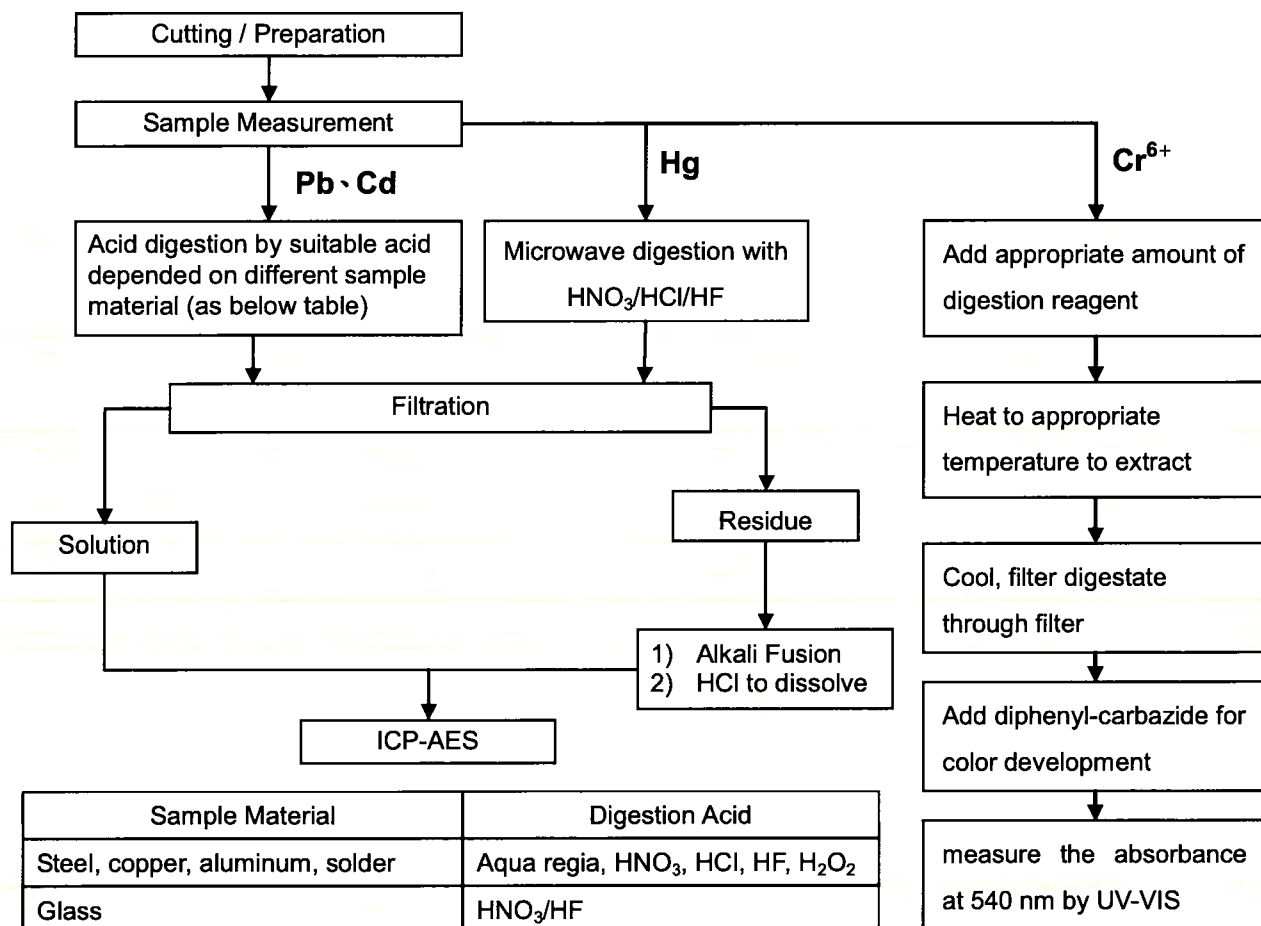 Cutting / Preparation
Sample Measurement
Pb、Cd
Hg
Cr⁶⁺
Acid digestion by suitable acid
depended on different sample
material (as below table)
Microwave digestion with
HNO₃/HCl/HF
Add appropriate amount of
digestion reagent
Filtration
Heat to appropriate
temperature to extract
Solution
Residue
Cool, filter digestate
through filter
1) Alkali Fusion
2) HCl to dissolve
ICP-AES
Add diphenyl-carbazide for
color development
measure the absorbance
at 540 nm by UV-VIS
Sample Material Digestion Acid
Steel, copper, aluminum, solder Aqua regia, HNO₃, HCl, HF, H₂O₂
Glass HNO₃/HF